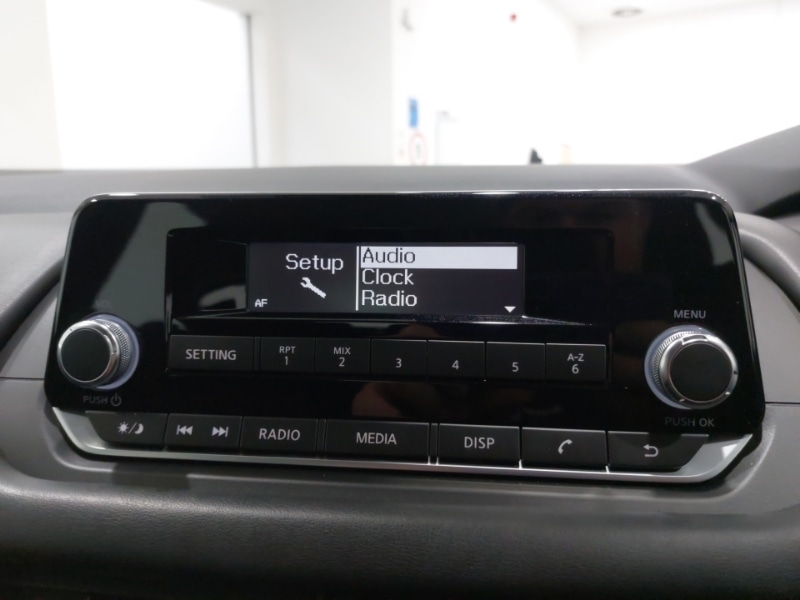 Setup
AF
Audio
Clock
Radio
MENU
SETTING
RPT
1
MIX
2
3
4
5
A-Z
6
PUSH
PUSH OK
RADIO
MEDIA
DISP